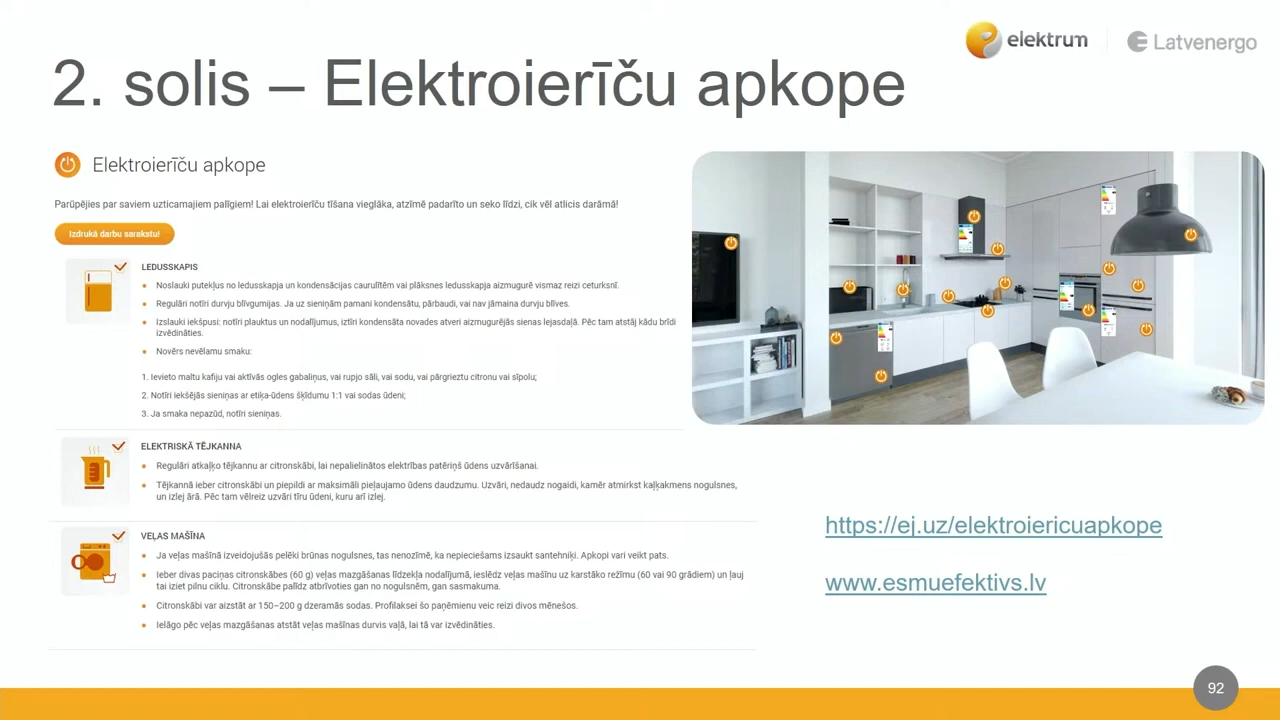 elektrum
Latvenergo
2. solis – Elektroierīču apkope
Elektroierīču apkope
Parūpējies par saviem uzticamajiem palīgiem! Lai elektroierīču tīšana vieglāka, atzīmē padarīto un seko līdzi, cik vēl atlicis darāmā!
Izdrukā darbu sarakstu!
LEDUSSKAPIS
Noslauki putekļus no ledusskapja un kondensācijas caurulītēm vai plāksnes ledusskapja aizmugurē vismaz reizi ceturksnī.
Regulāri notīri durvju blīvgumijas. Ja uz sieniņām pamani kondensātu, pārbaudi, vai nav jāmaina durvju blīves.
Izslauki iekšpusi: notīri plauktus un nodalījumus, iztīri kondensāta novades atveri aizmugurējās sienas lejasdaļā. Pēc tam atstāj kādu brīdi
izvēdināties.
Novērs nevēlamu smaku:
1. Ievieto maltu kafiju vai aktīvās ogles gabaliņus, vai rupjo sāli, vai sodu, vai pārgrieztu citronu vai sīpolu;
2. Notīri iekšējās sieniņas ar etiķa-ūdens šķīdumu 1:1 vai sodas ūdeni;
3. Ja smaka nepazūd, notīri sieniņas.
ELEKTRISKĀ TĒJKANNA
Regulāri atkaļķo tējkannu ar citronskābi, lai nepalielinātos elektrības patēriņš ūdens uzvārīšanai.
Tējkannā ieber citronskābi un piepildi ar maksimāli pieļaujamo ūdens daudzumu. Uzvāri, nedaudz nogaidi, kamēr atmirkst kaļķakmens nogulsnes,
un izlej ārā. Pēc tam vēlreiz uzvāri tīru ūdeni, kuru arī izlej.
VEĻAS MAŠĪNA
Ja veļas mašīnā izveidojušās pelēki brūnas nogulsnes, tas nenozīmē, ka nepieciešams izsaukt santehniķi. Apkopi vari veikt pats.
Ieber divas paciņas citronskābes (60 g) veļas mazgāšanas līdzekļa nodalījumā, ieslēdz veļas mašīnu uz karstāko režīmu (60 vai 90 grādiem) un ļauj
tai iziet pilnu ciklu. Citronskābe palīdz atbrīvoties gan no nogulsnēm, gan sasmakuma.
Citronskābi var aizstāt ar 150–200 g dzeramās sodas. Profilaksei šo paņēmienu veic reizi divos mēnešos.
Ielāgo pēc veļas mazgāšanas atstāt veļas mašīnas durvis vaļā, lai tā var izvēdināties.
https://ej.uz/elektroiericuapkope
www.esmuefektivs.lv
92